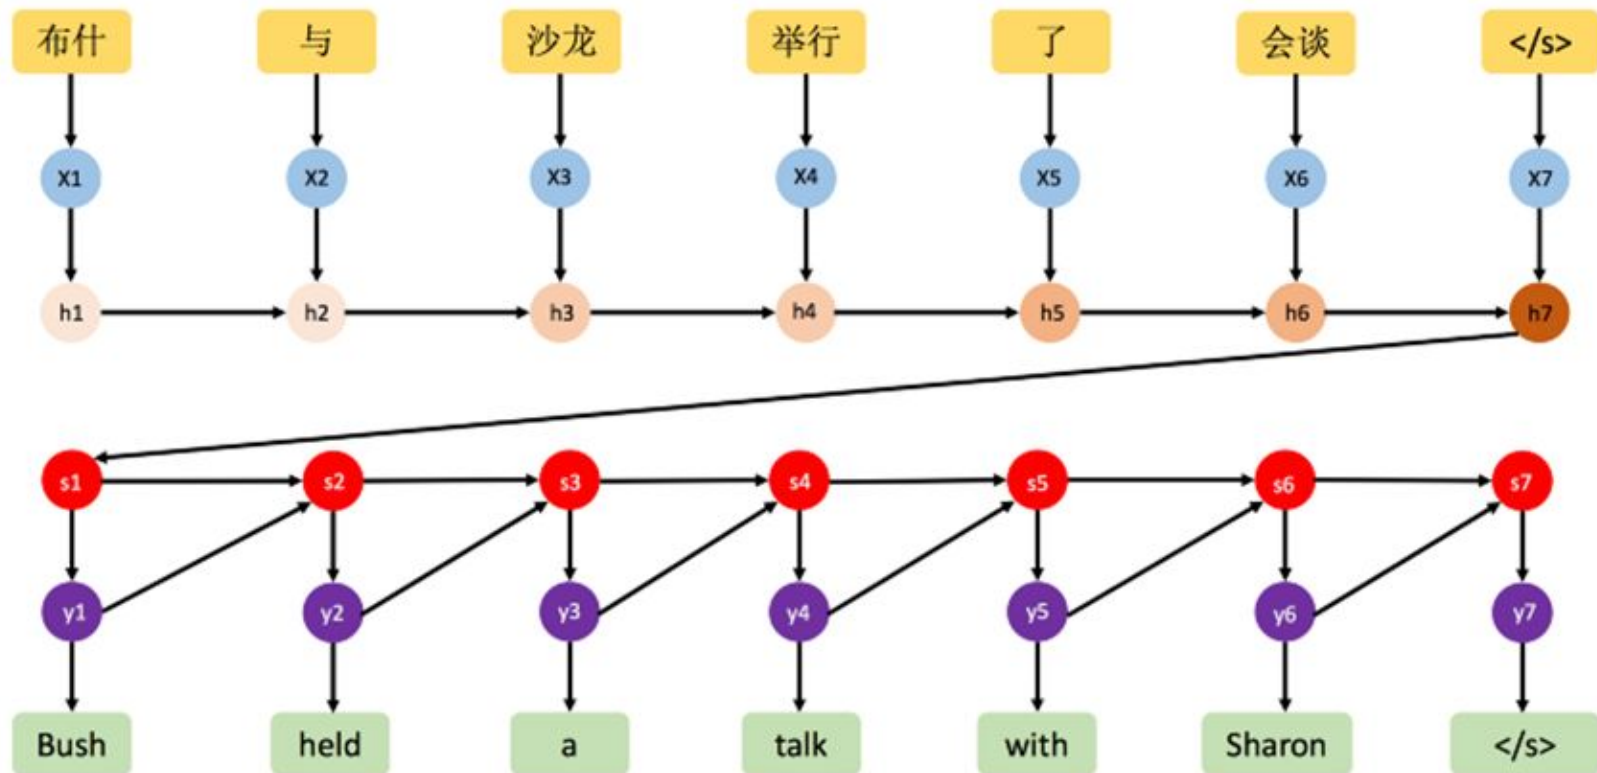 布什 与 沙龙 举行 了 会谈 </s>
X1 X2 X3 X4 X5 X6 X7
h1 h2 h3 h4 h5 h6 h7
s1 s2 s3 s4 s5 s6 s7
y1 y2 y3 y4 y5 y6 y7
Bush held a talk with Sharon </s>